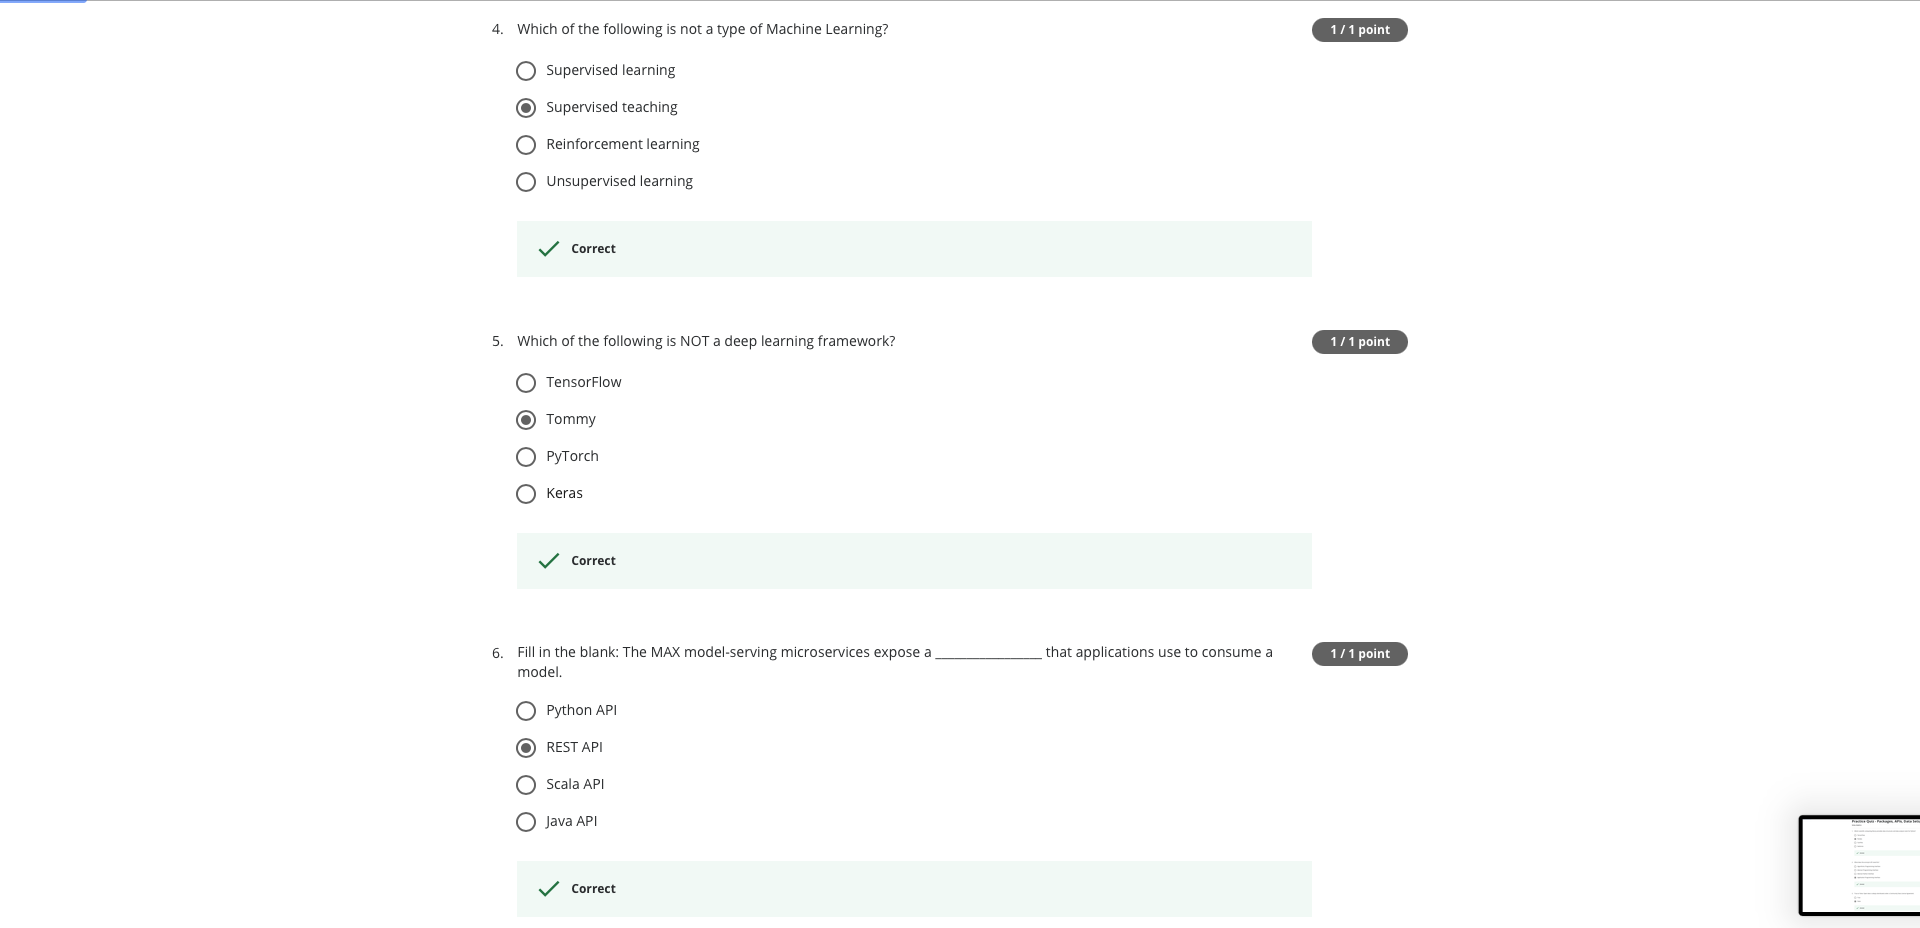 4. Which of the following is not a type of Machine Learning?
1 / 1 point
Supervised learning
Supervised teaching
Reinforcement learning
Unsupervised learning
Correct
5. Which of the following is NOT a deep learning framework?
1 / 1 point
TensorFlow
Tommy
PyTorch
Keras
Correct
6. Fill in the blank: The MAX model-serving microservices expose a ________________ that applications use to consume a
model.
1 / 1 point
Python API
REST API
Scala API
Java API
Correct